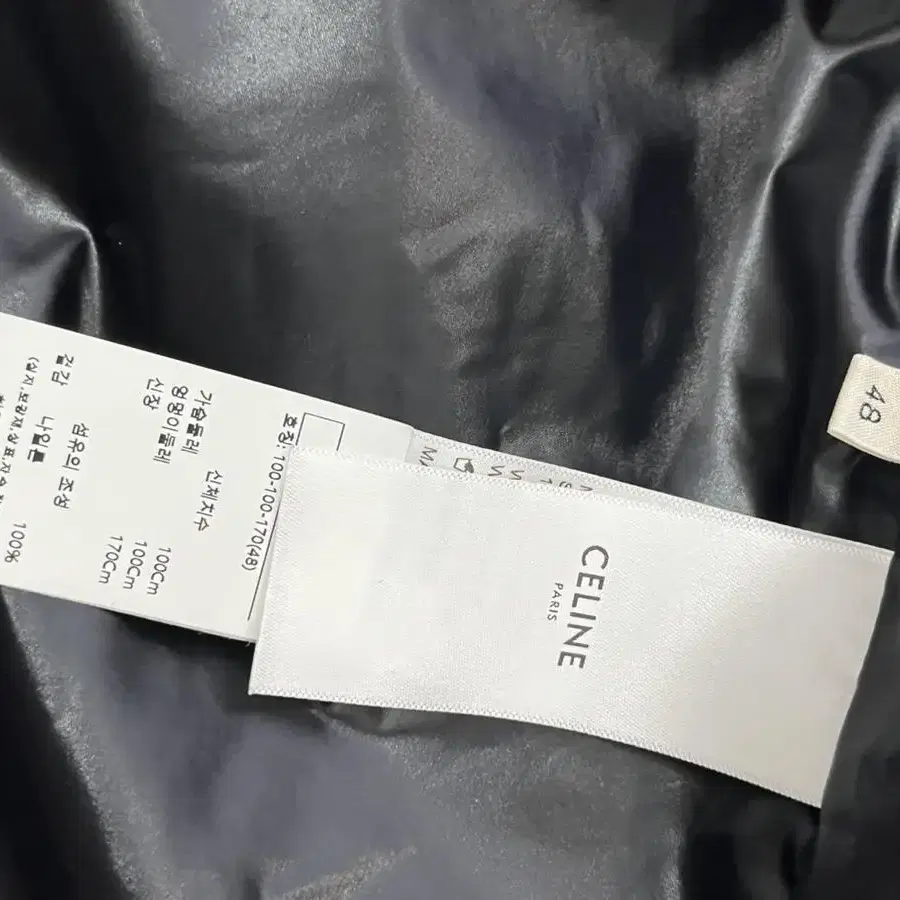 호칭:100-100-170(48)
신체치수
가슴둘레 100Cm
엉덩이둘레 100Cm
신장 170Cm
섬유의 조성
겉감 나일론 100%
CELINE
PARIS
48